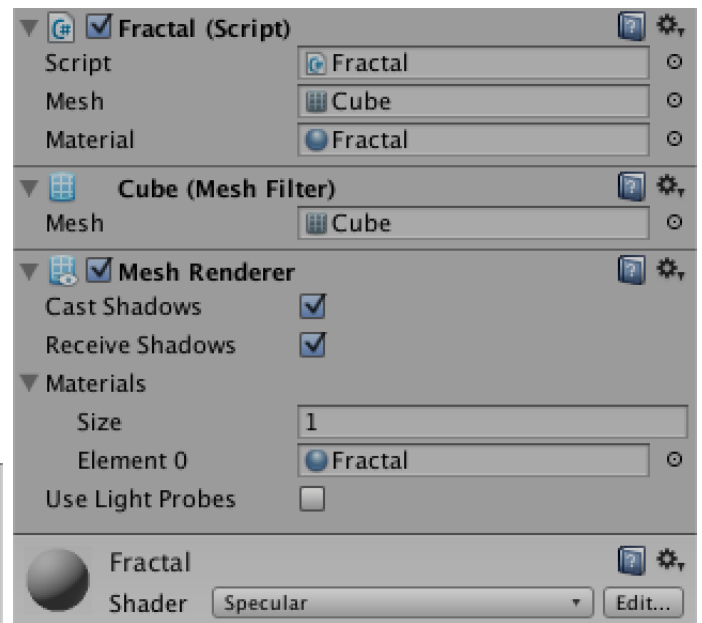 Fractal (Script)
Script Fractal
Mesh Cube
Material Fractal
Cube (Mesh Filter)
Mesh Cube
Mesh Renderer
Cast Shadows
Receive Shadows
Materials
Size 1
Element 0 Fractal
Use Light Probes
Fractal
Shader Specular Edit...